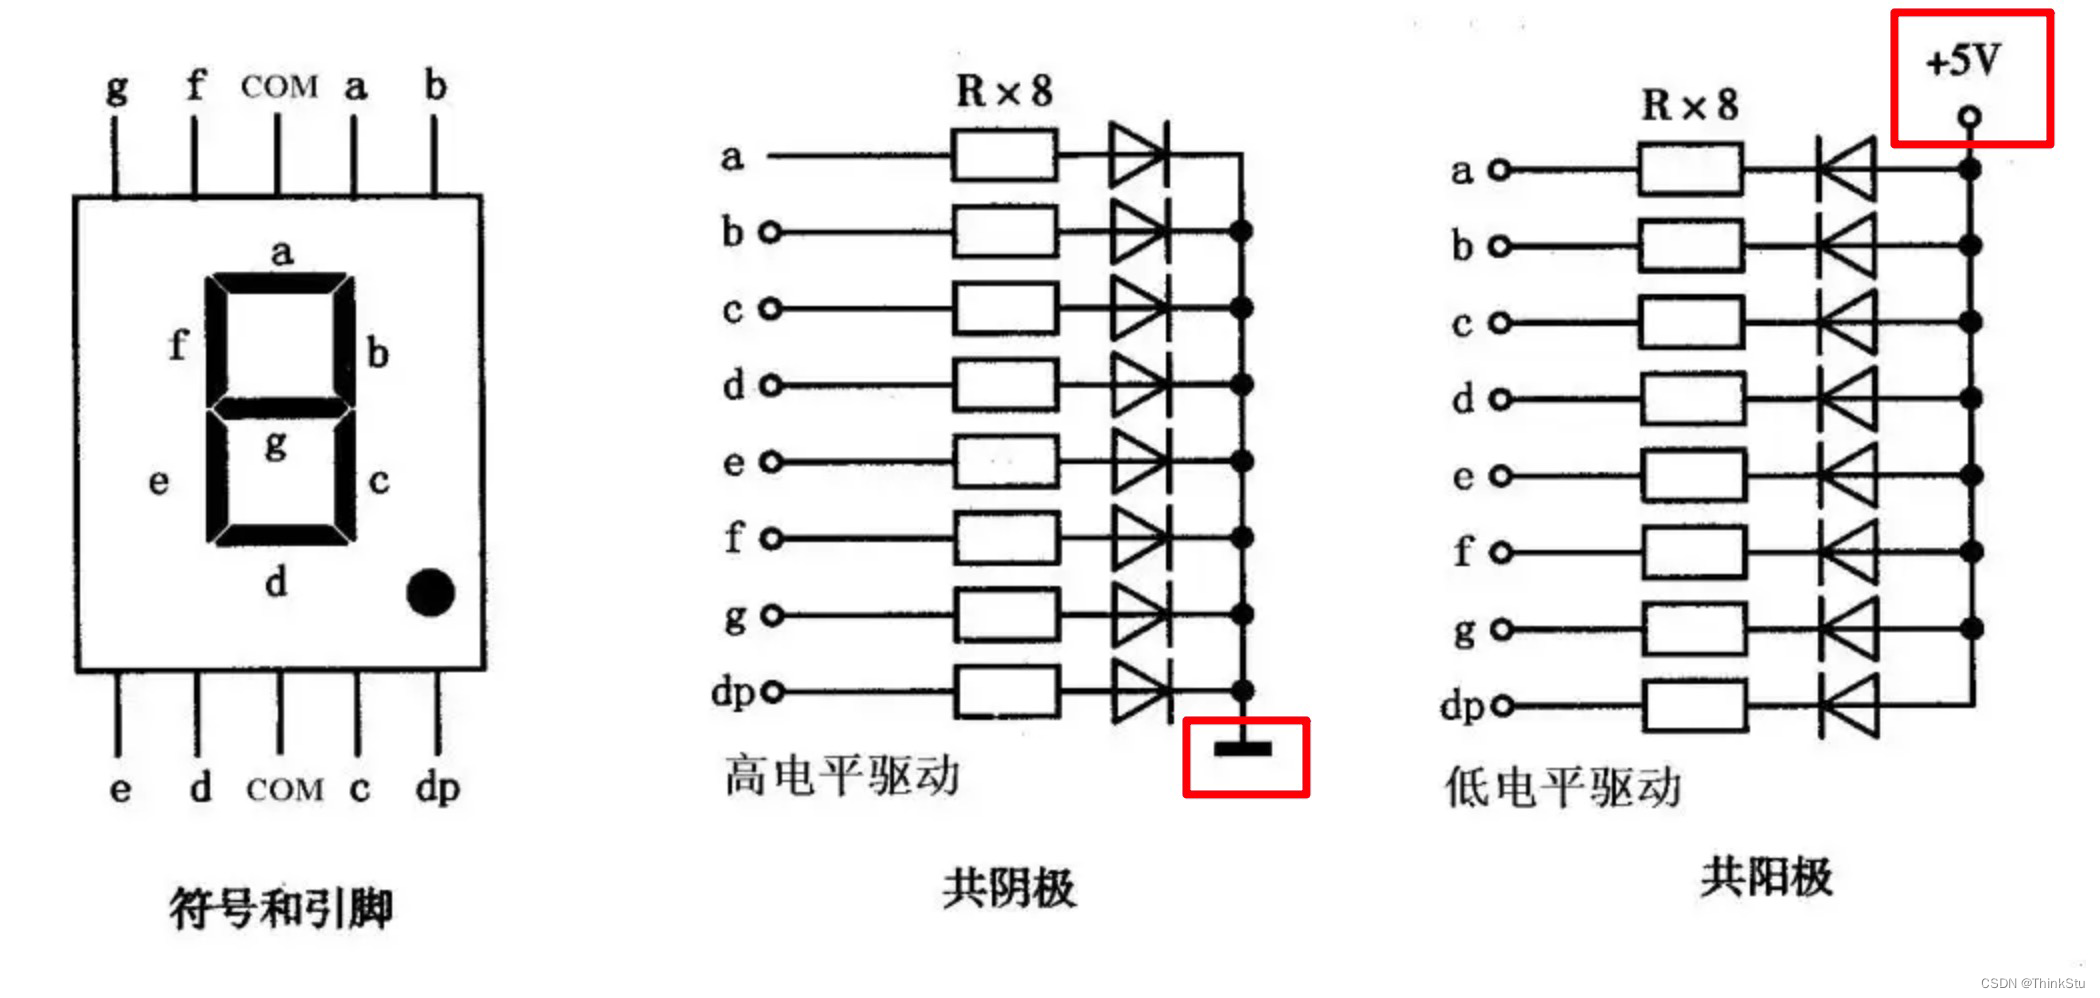 g f COM a b
a
f
b
g
e
c
d
e d COM c dp
符号和引脚
R×8
a
b
c
d
e
f
g
dp
高电平驱动
共阴极
+5V
R×8
a
b
c
d
e
f
g
dp
低电平驱动
共阳极
CSDN @ThinkStu